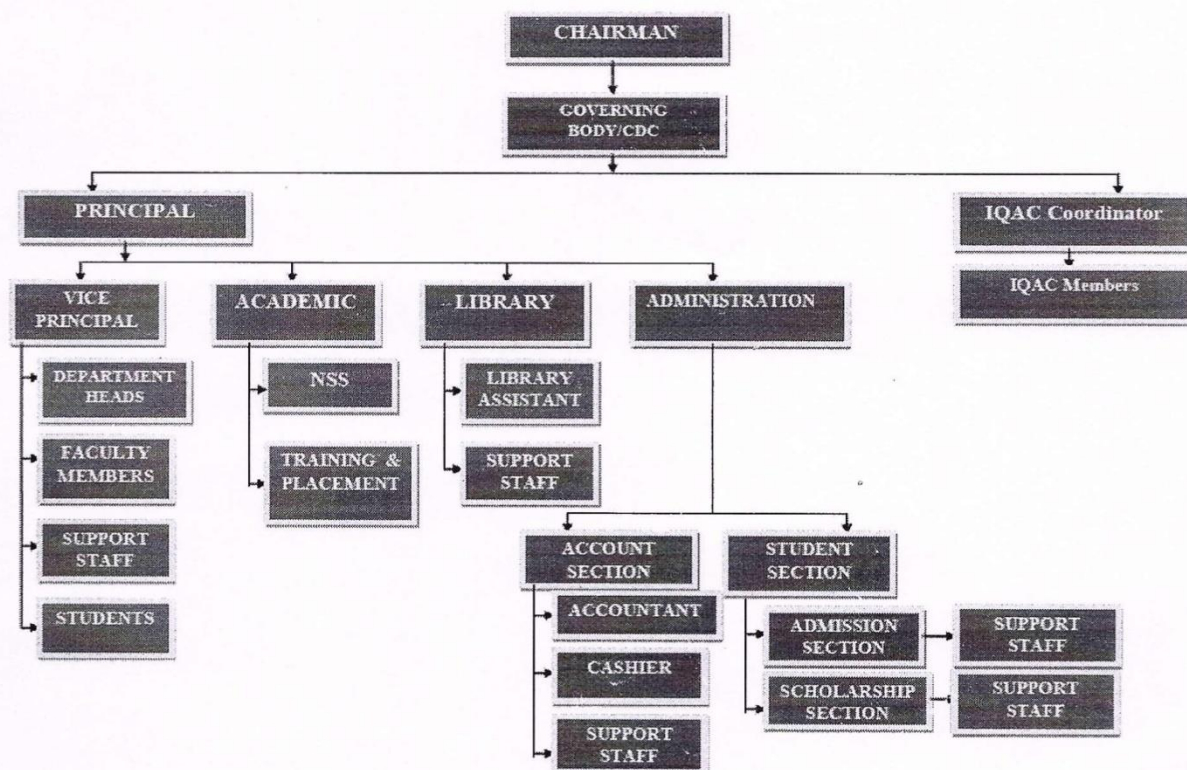 CHAIRMAN
GOVERNING
BODY/CDC
PRINCIPAL
IQAC Coordinator
IQAC Members
VICE
PRINCIPAL
ACADEMIC
LIBRARY
ADMINISTRATION
DEPARTMENT
HEADS
FACULTY
MEMBERS
SUPPORT
STAFF
STUDENTS
NSS
TRAINING &
PLACEMENT
LIBRARY
ASSISTANT
SUPPORT
STAFF
ACCOUNT
SECTION
ACCOUNTANT
CASHIER
SUPPORT
STAFF
STUDENT
SECTION
ADMISSION
SECTION
SUPPORT
STAFF
SCHOLARSHIP
SECTION
SUPPORT
STAFF